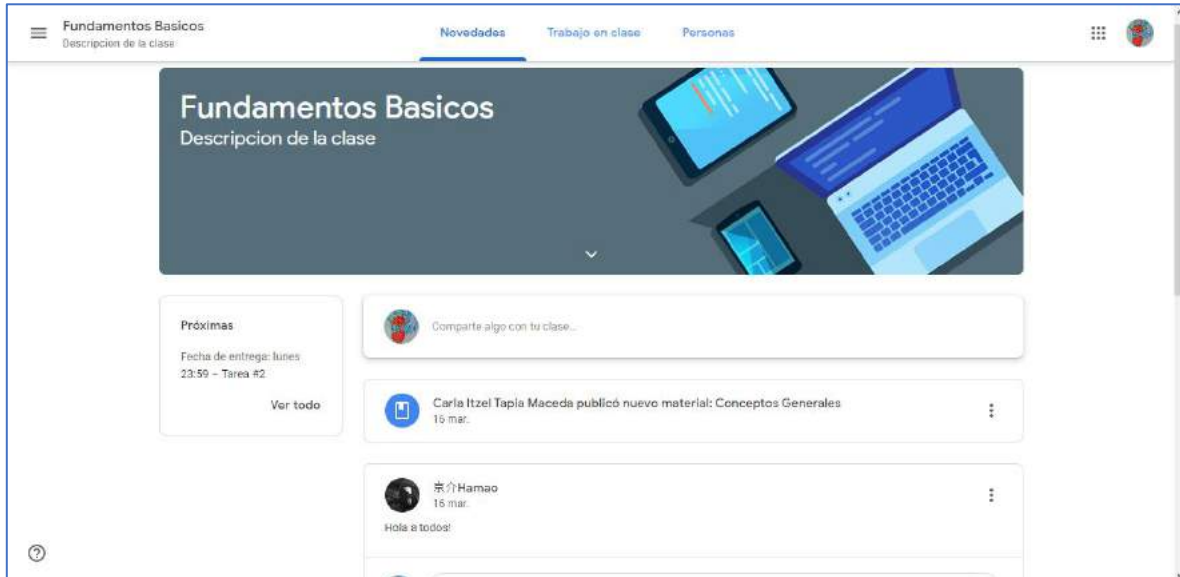 Fundamentos Basicos
Descripcion de la clase
Novedades
Trabajo en clase
Personas
Fundamentos Basicos
Descripcion de la clase
Próximas
Fecha de entrega: lunes
23:59 – Tarea #2
Ver todo
Comparte algo con tu clase...
Carla Itzel Tapia Maceda publicó nuevo material: Conceptos Generales
16 mar.
京介Hamao
16 mar.
Hola a todos!